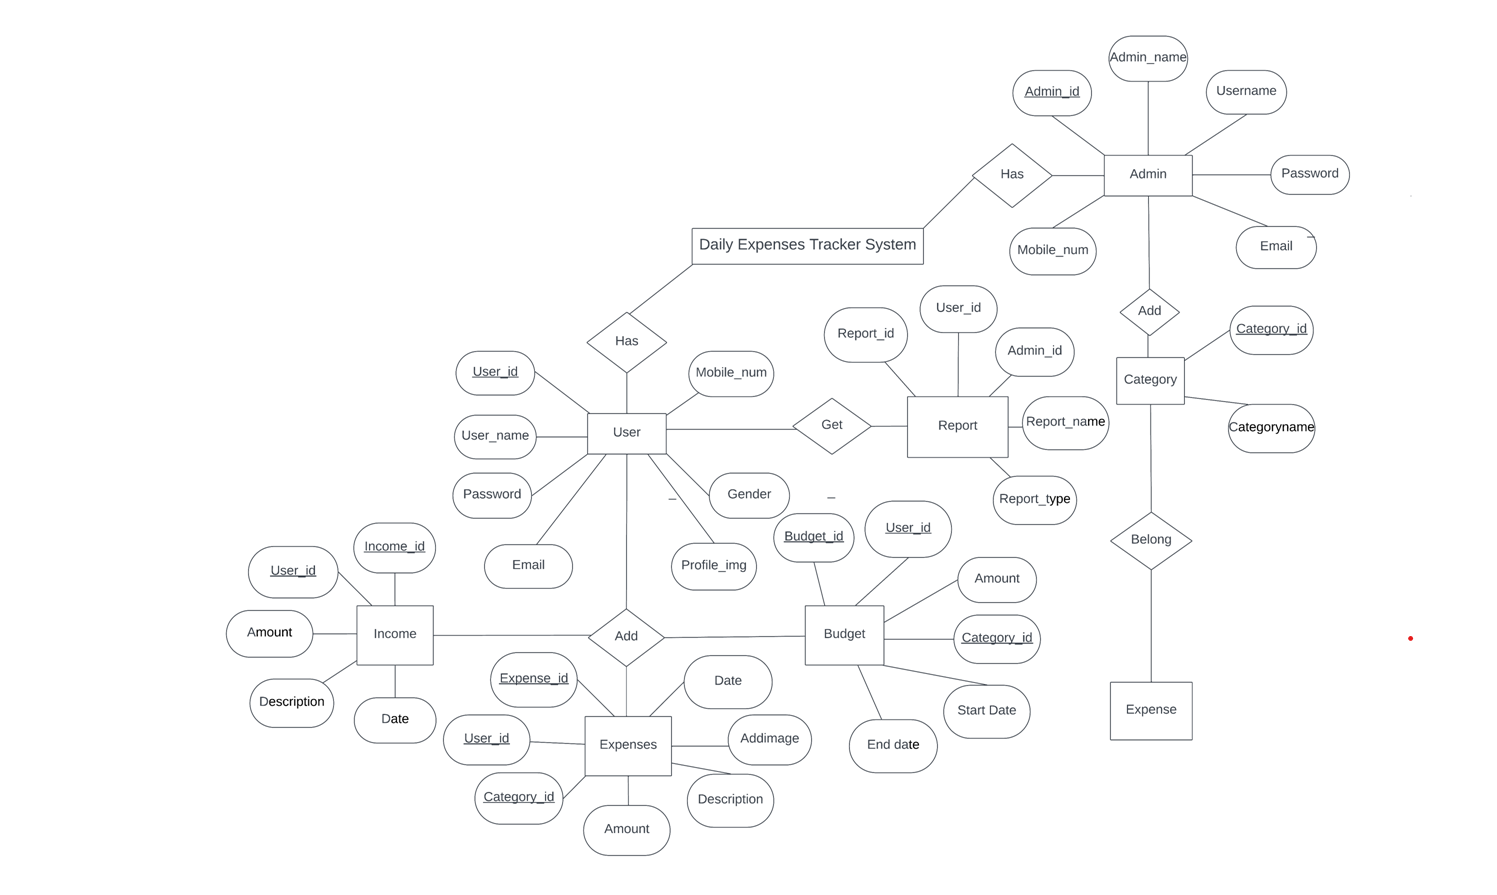 Admin_name
Admin_id
Username
Has
Admin
Password
Daily Expenses Tracker System
Mobile_num
Email
User_id
Report_id
Add
Category_id
Has
Admin_id
User_id
Mobile_num
Category
User_name
User
Get
Report
Report_name
Categoryname
Password
Gender
Report_type
Budget_id
User_id
Income_id
Belong
User_id
Email
Profile_img
Amount
Amount
Income
Add
Budget
Category_id
Expense_id
Date
Description
Date
Start Date
Expense
User_id
Expenses
Addimage
End date
Category_id
Description
Amount